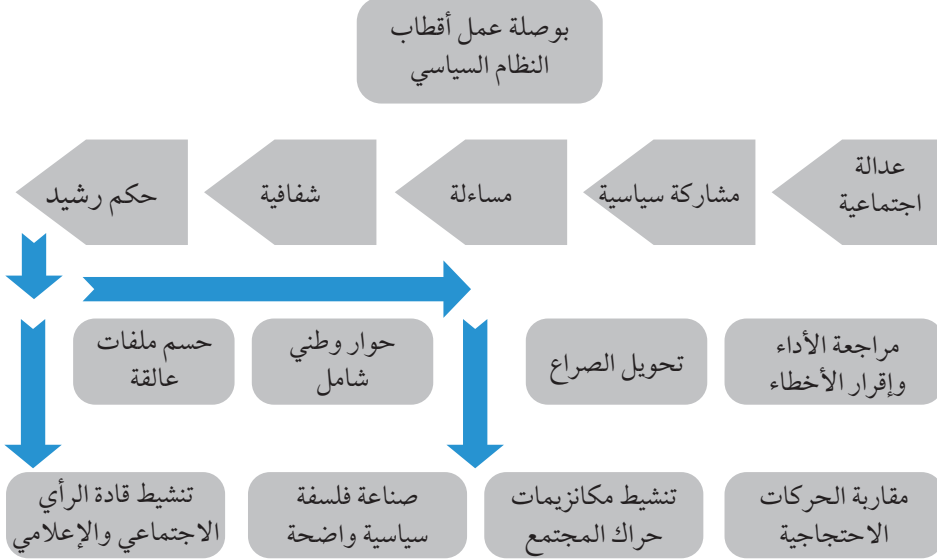 بوصلة عمل أقطاب
النظام السياسي
عدالة
اجتماعية
مشاركة سياسية
مساءلة
شفافية
حكم رشيد
مراجعة الأداء
وإقرار الأخطاء
تحويل الصراع
حوار وطني
شامل
حسم ملفات
عالقة
مقاربة الحركات
الاحتجاجية
تنشيط مكانزيمات
حراك المجتمع
صناعة فلسفة
سياسية واضحة
تنشيط قادة الرأي
الاجتماعي والإعلامي